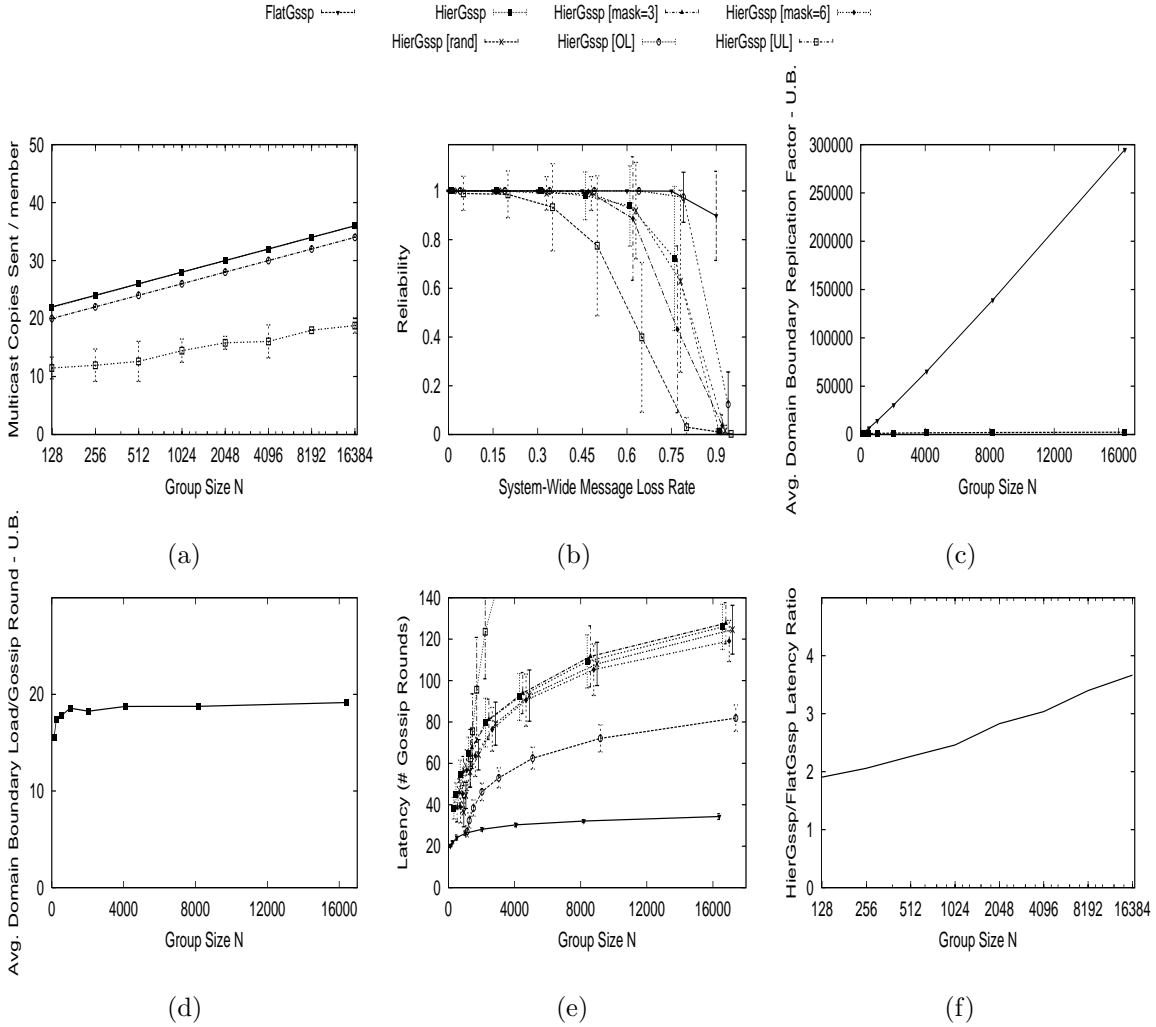 FlatGssp HierGssp HierGssp [mask=3] HierGssp [mask=6]
HierGssp [rand] HierGssp [OL] HierGssp [UL]
Multicast Copies Sent / member
50
40
30
20
10
0
128 256 512 1024 2048 4096 8192 16384
Group Size N
(a)
Reliability
1
0.8
0.6
0.4
0.2
0
0 0.15 0.3 0.45 0.6 0.75 0.9
System-Wide Message Loss Rate
(b)
Avg. Domain Boundary Replication Factor - U.B.
300000
250000
200000
150000
100000
50000
0
0 4000 8000 12000 16000
Group Size N
(c)
Avg. Domain Boundary Load/Gossip Round - U.B.
20
10
0
0 4000 8000 12000 16000
Group Size N
(d)
Latency (# Gossip Rounds)
140
120
100
80
60
40
20
0
0 4000 8000 12000 16000
Group Size N
(e)
HierGssp/FlatGssp Latency Ratio
4
3
2
1
0
128 256 512 1024 2048 4096 8192 16384
Group Size N
(f)